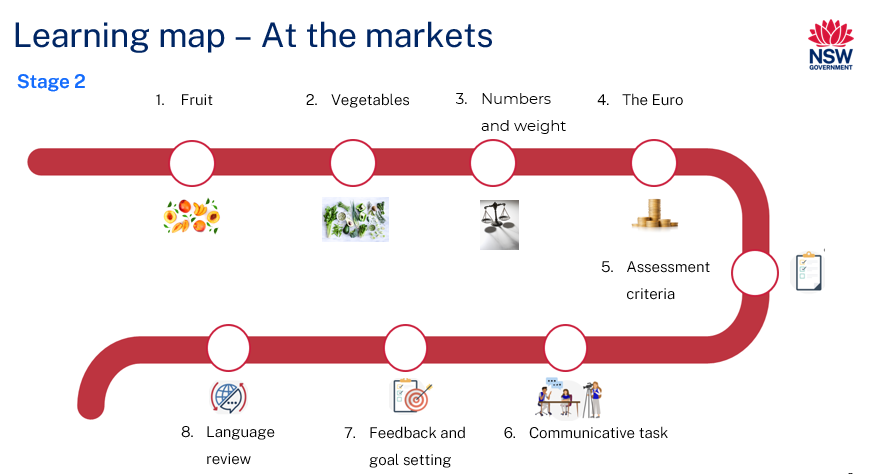 Learning map – At the markets
NSW
GOVERNMENT
Stage 2
1. Fruit
2. Vegetables
3. Numbers
and weight
4. The Euro
5. Assessment
criteria
6. Communicative task
7. Feedback and
goal setting
8. Language
review